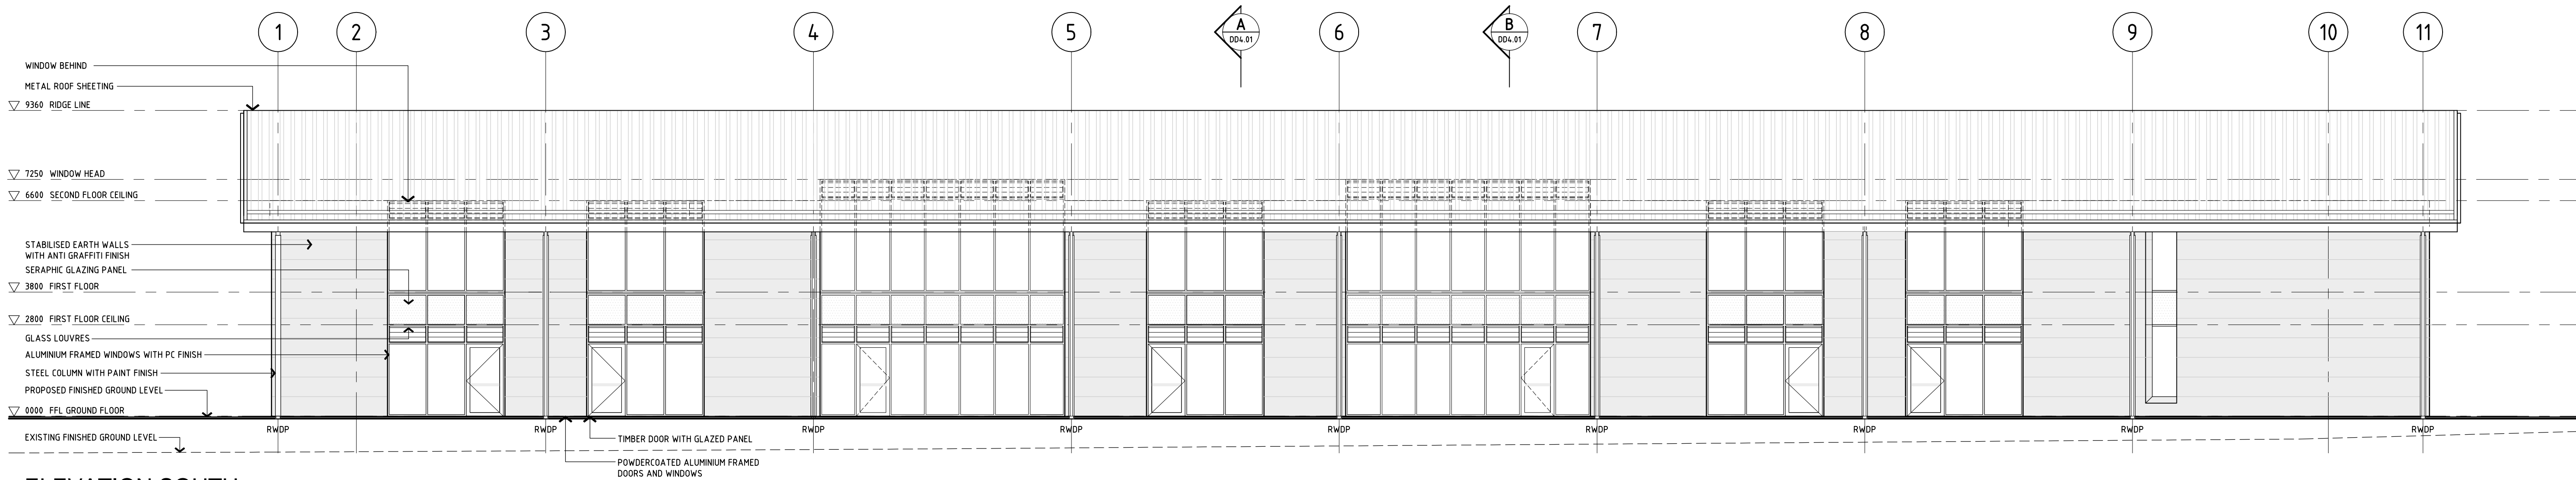 1 2 3 4 5 A 6 B 7 8 9 10 11
DD4.01 DD4.01
WINDOW BEHIND
METAL ROOF SHEETING
9360 RIDGE LINE
7250 WINDOW HEAD
6600 SECOND FLOOR CEILING
STABILISED EARTH WALLS
WITH ANTI GRAFFITI FINISH
SERAPHIC GLAZING PANEL
3800 FIRST FLOOR
2800 FIRST FLOOR CEILING
GLASS LOUVRES
ALUMINIUM FRAMED WINDOWS WITH PC FINISH
STEEL COLUMN WITH PAINT FINISH
PROPOSED FINISHED GROUND LEVEL
0000 FFL GROUND FLOOR
RWDP RWDP RWDP RWDP RWDP RWDP RWDP RWDP RWDP
EXISTING FINISHED GROUND LEVEL
TIMBER DOOR WITH GLAZED PANEL
POWDERCOATED ALUMINIUM FRAMED
DOORS AND WINDOWS
ELEVATION SOUTH